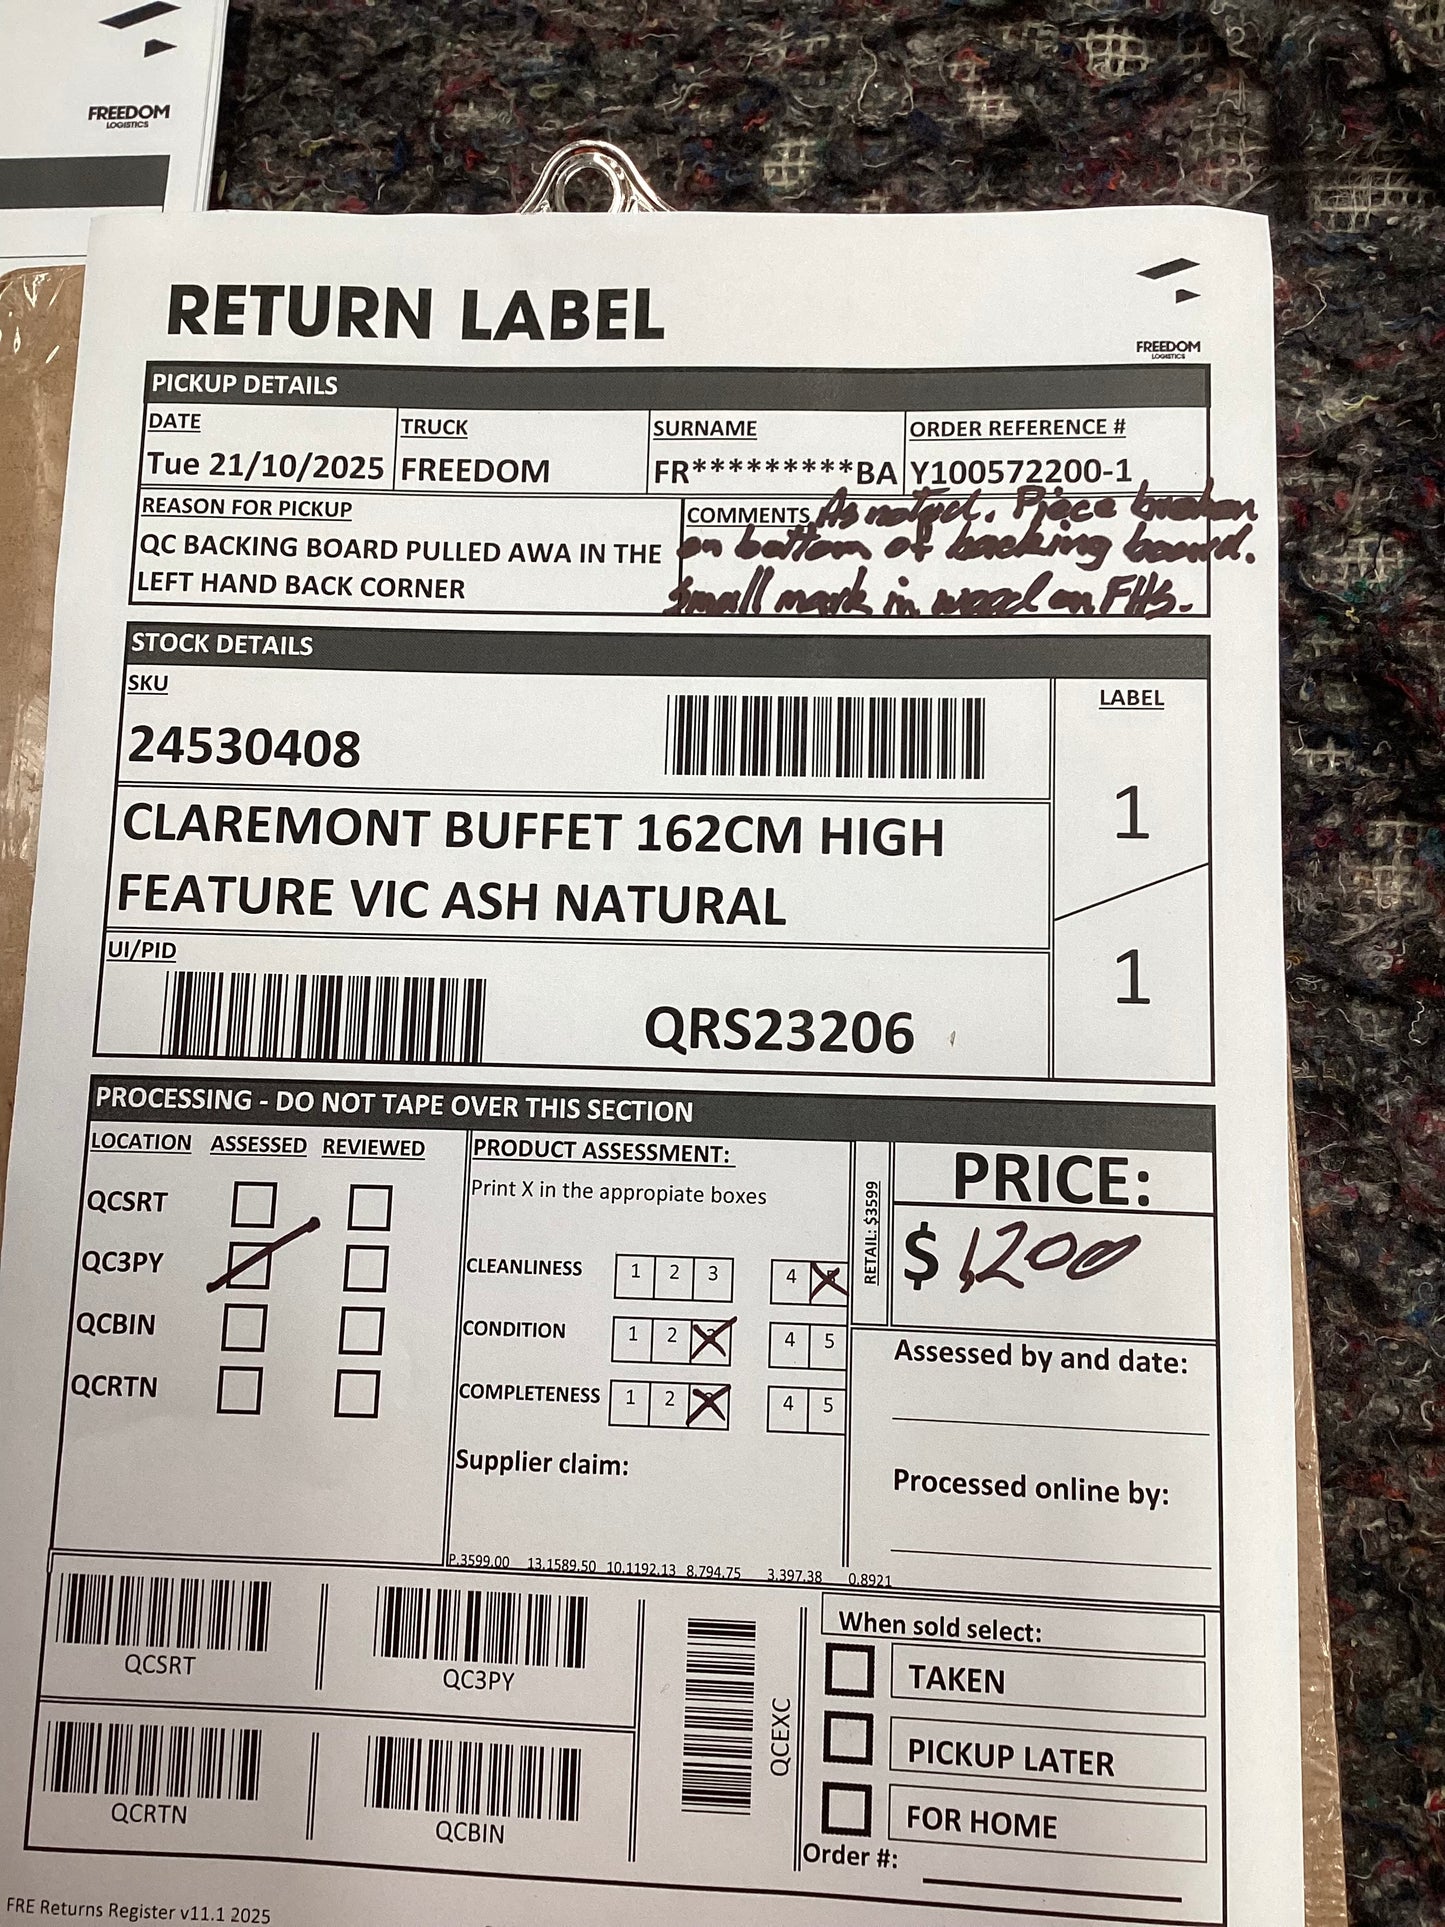 FREEDOM
LOGISTICS
RETURN LABEL
FREEDOM
LOGISTICS
PICKUP DETAILS
DATE TRUCK SURNAME ORDER REFERENCE #
Tue 21/10/2025 FREEDOM FR*********BA Y100572200-1
REASON FOR PICKUP
QC BACKING BOARD PULLED AWA IN THE
LEFT HAND BACK CORNER
COMMENTS As noted. Piece broken
on bottom of backing board.
Small mark in wood on FHS.
STOCK DETAILS
SKU
24530408
LABEL
1
1
CLAREMONT BUFFET 162CM HIGH
FEATURE VIC ASH NATURAL
UI/PID
QRS23206
PROCESSING - DO NOT TAPE OVER THIS SECTION
LOCATION ASSESSED REVIEWED
QCSRT
QC3PY
QCBIN
QCRTN
PRODUCT ASSESSMENT:
Print X in the appropiate boxes
CLEANLINESS 1 2 3 4 X
CONDITION 1 2 X 4 5
COMPLETENESS 1 2 X 4 5
Supplier claim:
P.3599.00 13.1589.50 10.1192.13 8.794.75 3.397.38 0.8921
RETAIL: $3599
PRICE:
$ 1,200
Assessed by and date:
Processed online by:
QCSRT
QC3PY
QCRTN
QCBIN
QCEXC
When sold select:
TAKEN
PICKUP LATER
FOR HOME
Order #:
FRE Returns Register v11.1 2025